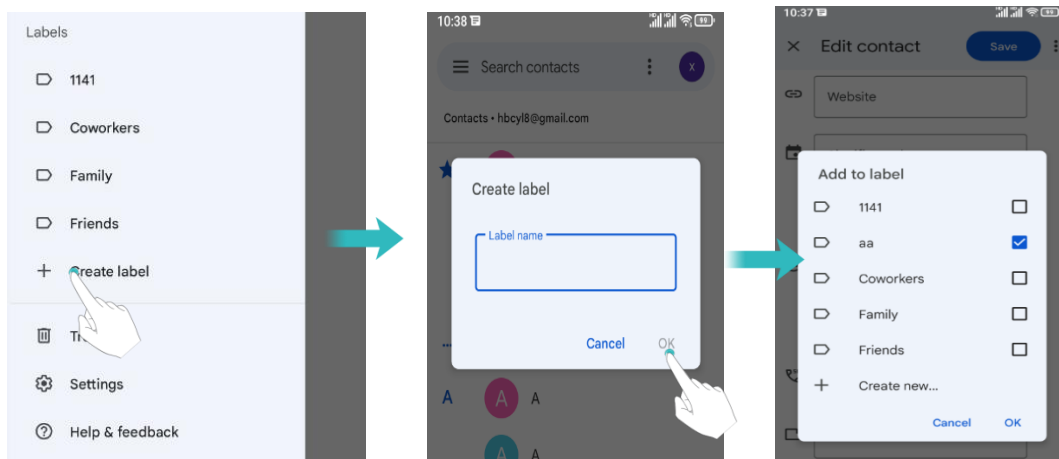 Labels
1141
Coworkers
Family
Friends
Create label
Settings
Help & feedback
10:38
99
Search contacts
X
Contacts • hbcyl8@gmail.com
Create label
Label name
Cancel OK
A A A
A A
10:37
99
Edit contact Save
Website
Add to label
1141
aa
Coworkers
Family
Friends
Create new...
Cancel OK